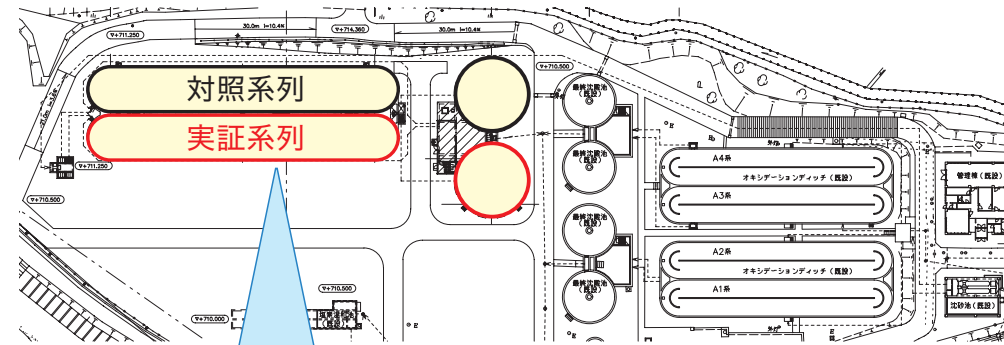 30.0m i=10.4%
▽+711.250
▽+714.360
30.0m i=10.4%
▽+710.500
対照系列
実証系列
▽+711.250
▽+710.500
最終沈殿池
(既設)
最終沈殿池
(既設)
最終沈殿池
(既設)
最終沈殿池
(既設)
A4系
オキシデーションディッチ(既設)
A3系
A2系
オキシデーションディッチ(既設)
A1系
管理棟(既設)
沈砂池(既設)
▽+710.500
▽+710.000
(既設)
E
E
E
E